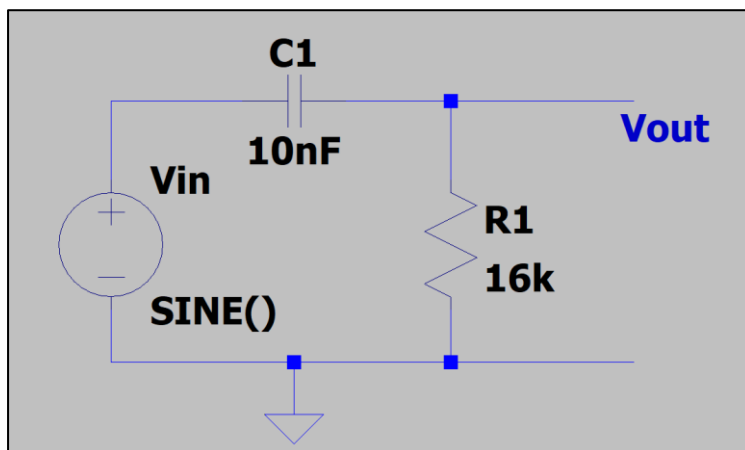 C1
10nF
Vout
Vin
R1
16k
SINE()